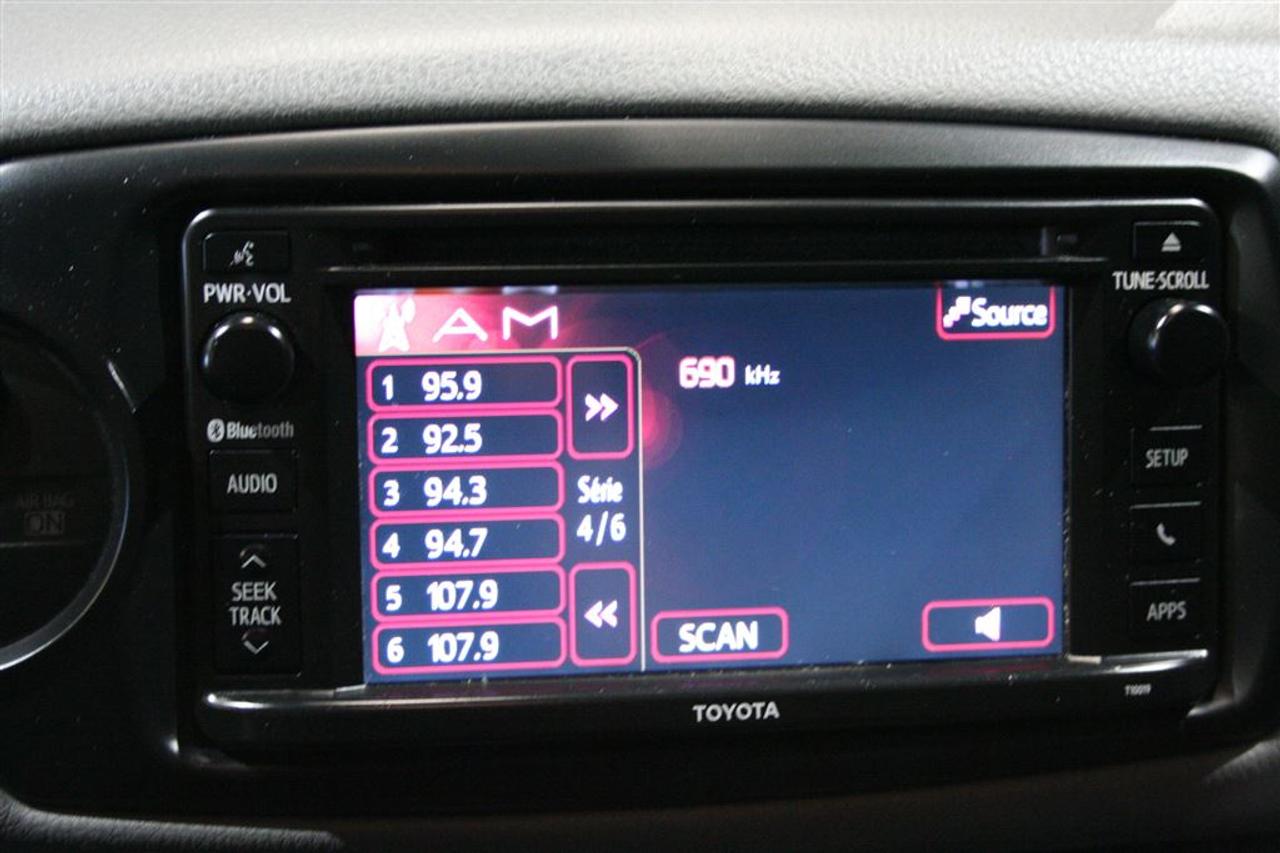 PWR·VOL
Bluetooth
AUDIO
SEEK
TRACK
AIR BAG
ON
AM
Source
690 kHz
1 95.9
2 92.5
3 94.3
4 94.7
5 107.9
6 107.9
>>
Série
4/6
<<
SCAN
TUNE·SCROLL
SETUP
APPS
T10019
TOYOTA